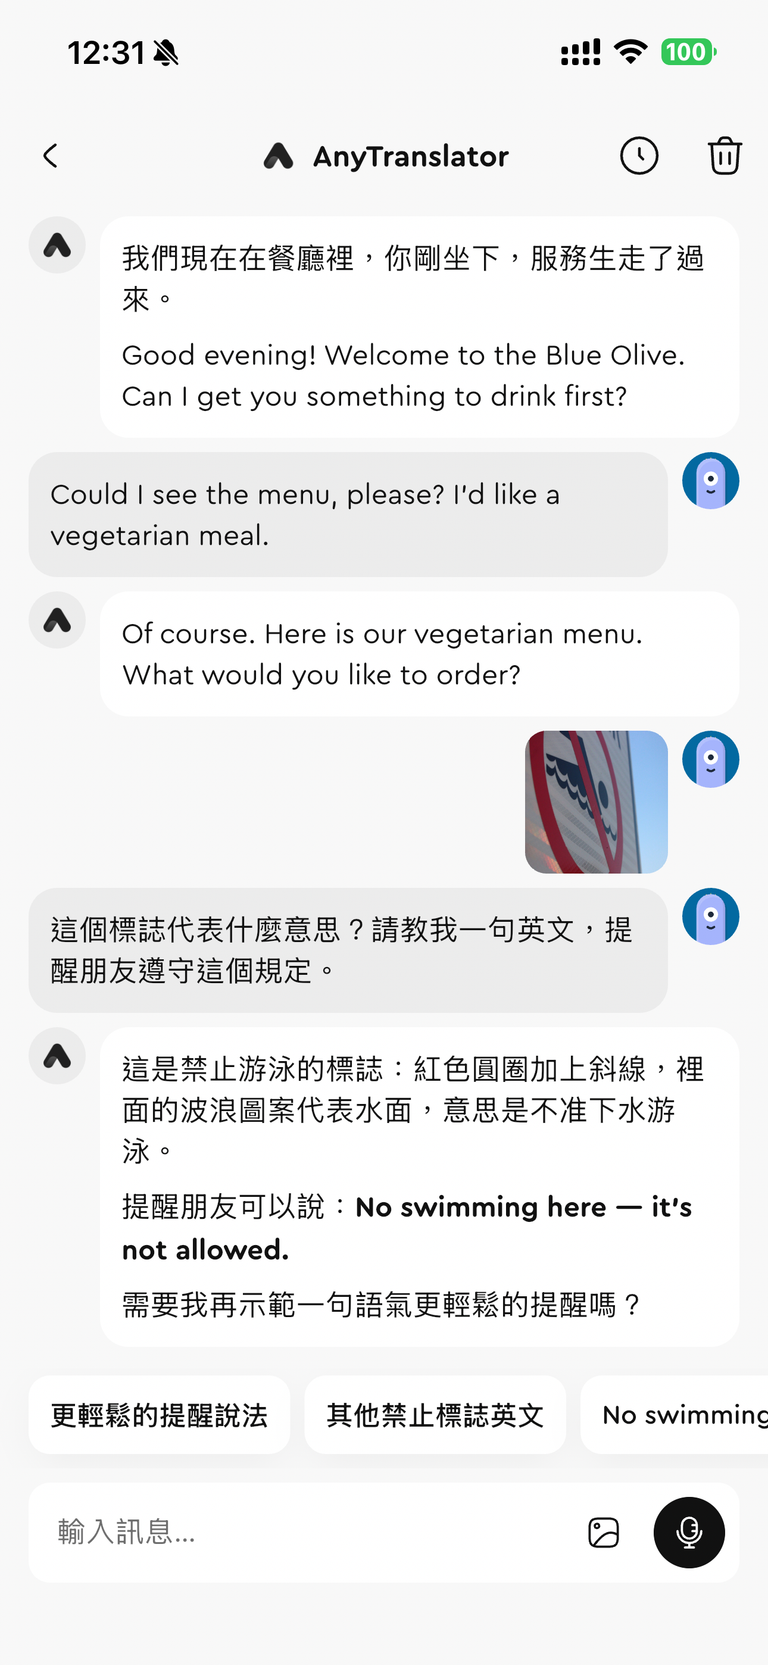 12:31
100
AnyTranslator
我們現在在餐廳裡，你剛坐下，服務生走了過
來。
Good evening! Welcome to the Blue Olive.
Can I get you something to drink first?
Could I see the menu, please? I'd like a
vegetarian meal.
Of course. Here is our vegetarian menu.
What would you like to order?
這個標誌代表什麼意思？請教我一句英文，提
醒朋友遵守這個規定。
這是禁止游泳的標誌：紅色圓圈加上斜線，裡
面的波浪圖案代表水面，意思是不准下水游
泳。
提醒朋友可以說：No swimming here — it's
not allowed.
需要我再示範一句語氣更輕鬆的提醒嗎？
更輕鬆的提醒說法
其他禁止標誌英文
No swimming
輸入訊息...